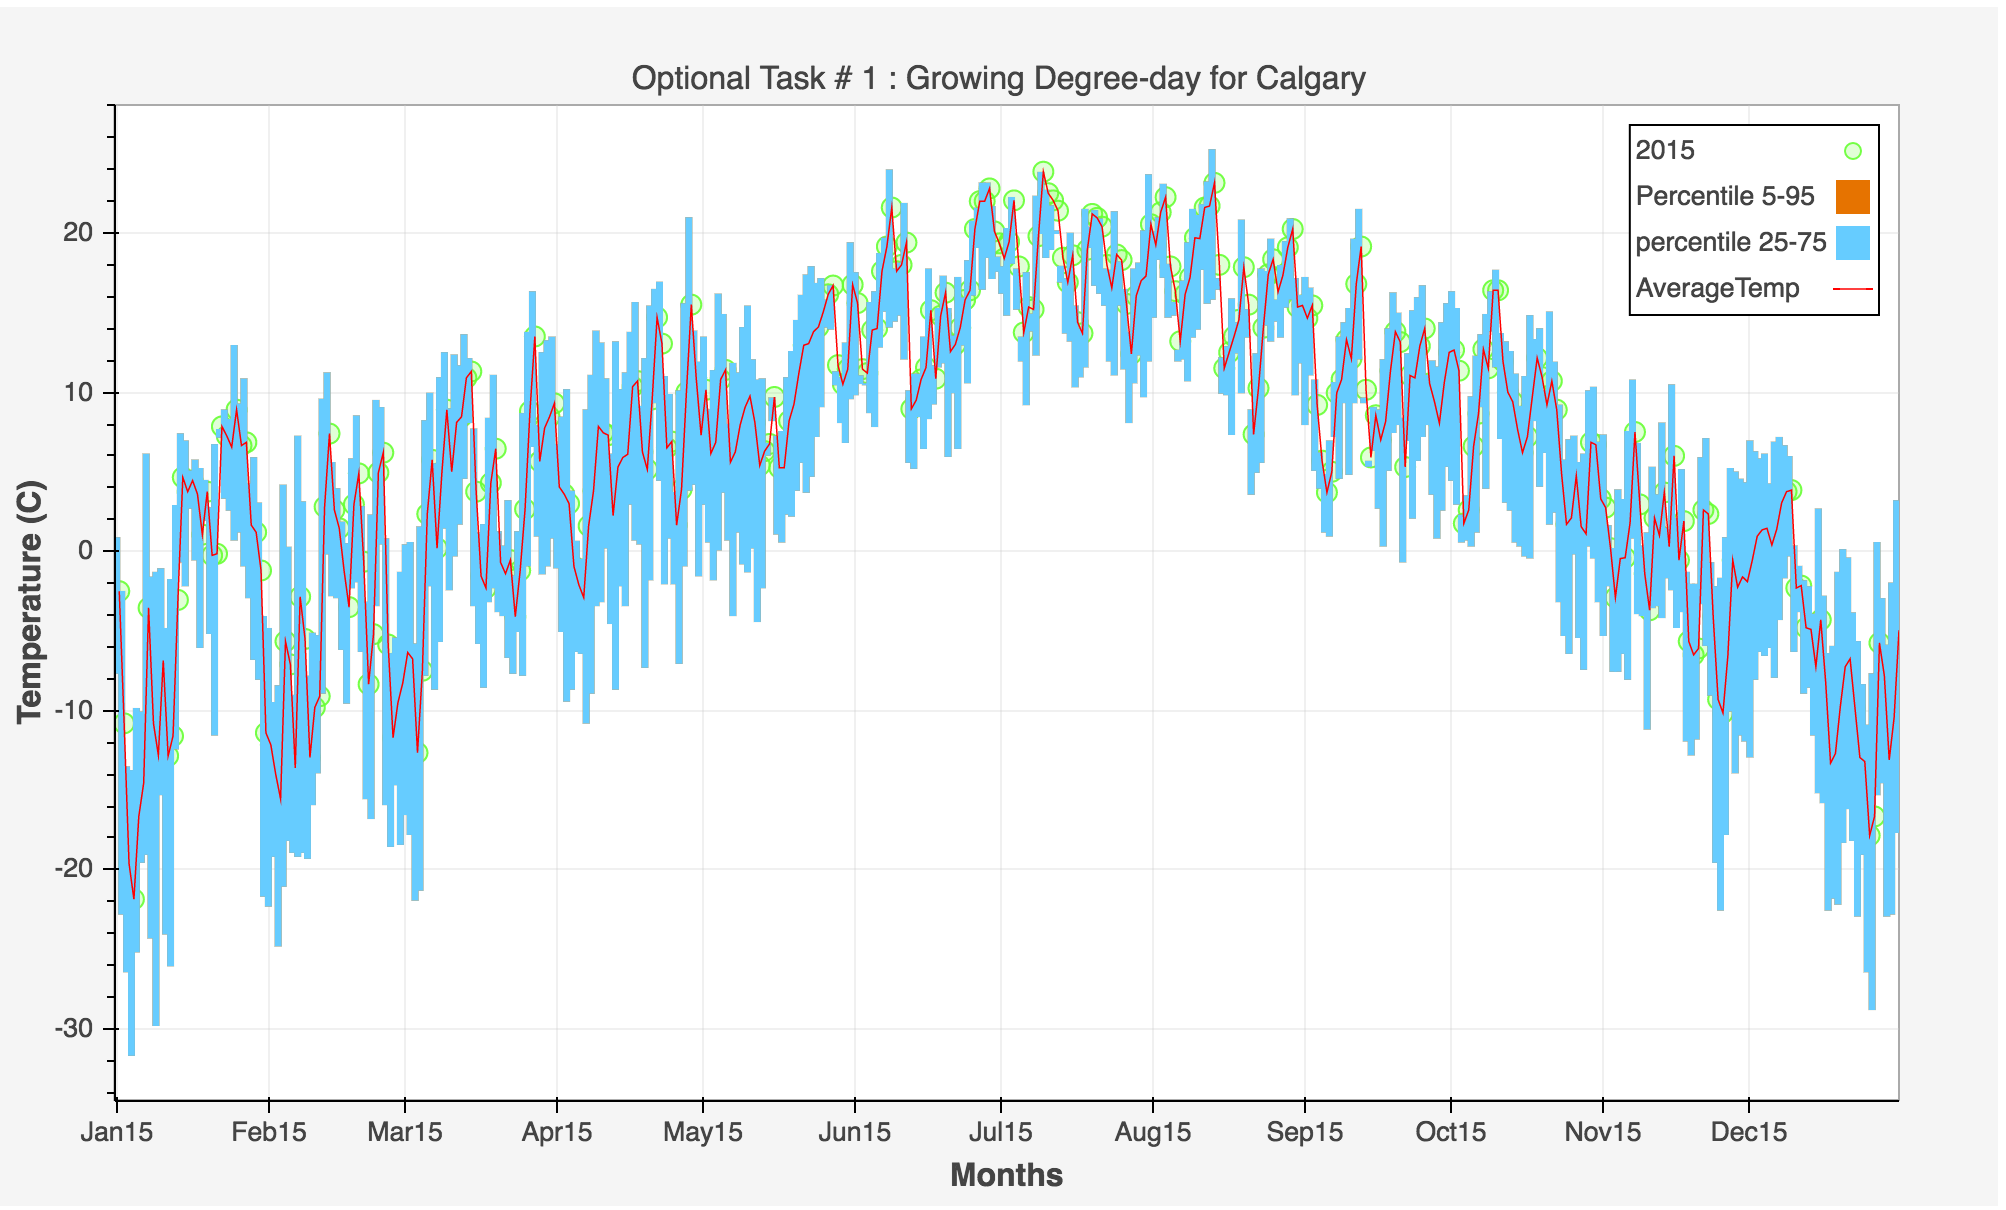 Optional Task # 1 : Growing Degree-day for Calgary
2015
Percentile 5-95
percentile 25-75
AverageTemp
Temperature (C)
20
10
0
-10
-20
-30
Jan15 Feb15 Mar15 Apr15 May15 Jun15 Jul15 Aug15 Sep15 Oct15 Nov15 Dec15
Months